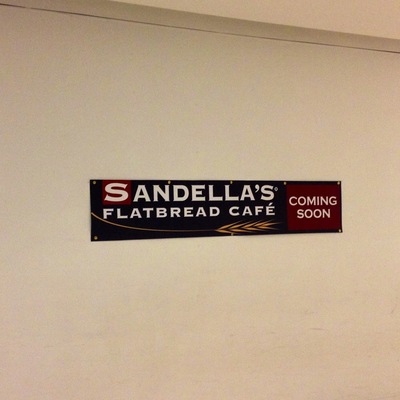 SANDELLA'S
FLATBREAD CAFÉ
COMING
SOON